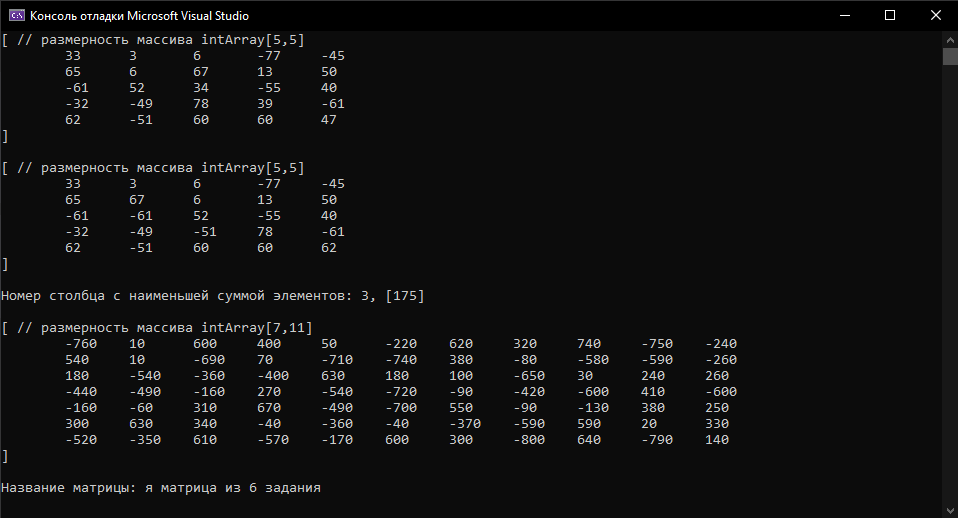 Консоль отладки Microsoft Visual Studio
[ // размерность массива intArray[5,5]
33 3 6 -77 -45
65 6 67 13 50
-61 52 34 -55 40
-32 -49 78 39 -61
62 -51 60 60 47
]
[ // размерность массива intArray[5,5]
33 3 6 -77 -45
65 67 6 13 50
-61 -61 52 -55 40
-32 -49 -51 78 -61
62 -51 60 60 62
]
Номер столбца с наименьшей суммой элементов: 3, [175]
[ // размерность массива intArray[7,11]
-760 10 600 400 50 -220 620 320 740 -750 -240
540 10 -690 70 -710 -740 380 -80 -580 -590 -260
180 -540 -360 -400 630 180 100 -650 30 240 260
-440 -490 -160 270 -540 -720 -90 -420 -600 410 -600
-160 -60 310 670 -490 -700 550 -90 -130 380 250
300 630 340 -40 -360 -40 -370 -590 590 20 330
-520 -350 610 -570 -170 600 300 -800 640 -790 140
]
Название матрицы: я матрица из 6 задания